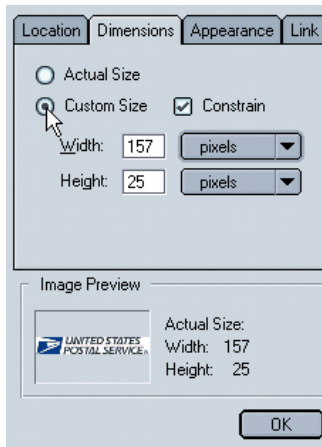 Location Dimensions Appearance Link
Actual Size
Custom Size Constrain
Width: 157 pixels
Height: 25 pixels
Image Preview
UNITED STATES
POSTAL SERVICE
Actual Size:
Width: 157
Height: 25
OK